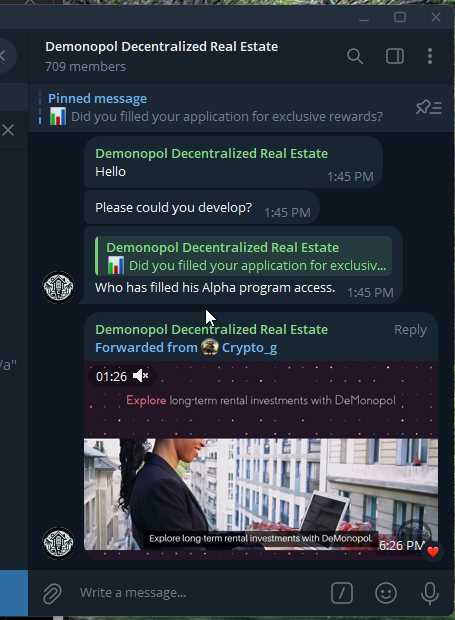 Demonopol Decentralized Real Estate
709 members
Pinned message
Did you filled your application for exclusive rewards?
Demonopol Decentralized Real Estate
Hello
1:45 PM
Please could you develop?
1:45 PM
Demonopol Decentralized Real Estate
Did you filled your application for exclusiv...
Who has filled his Alpha program access.
1:45 PM
/a"
Demonopol Decentralized Real Estate
Reply
Forwarded from Crypto_g
01:26
Explore long-term rental investments with DeMonopol
Explore long-term rental investments with DeMonopol.
6:26 PM
Write a message...